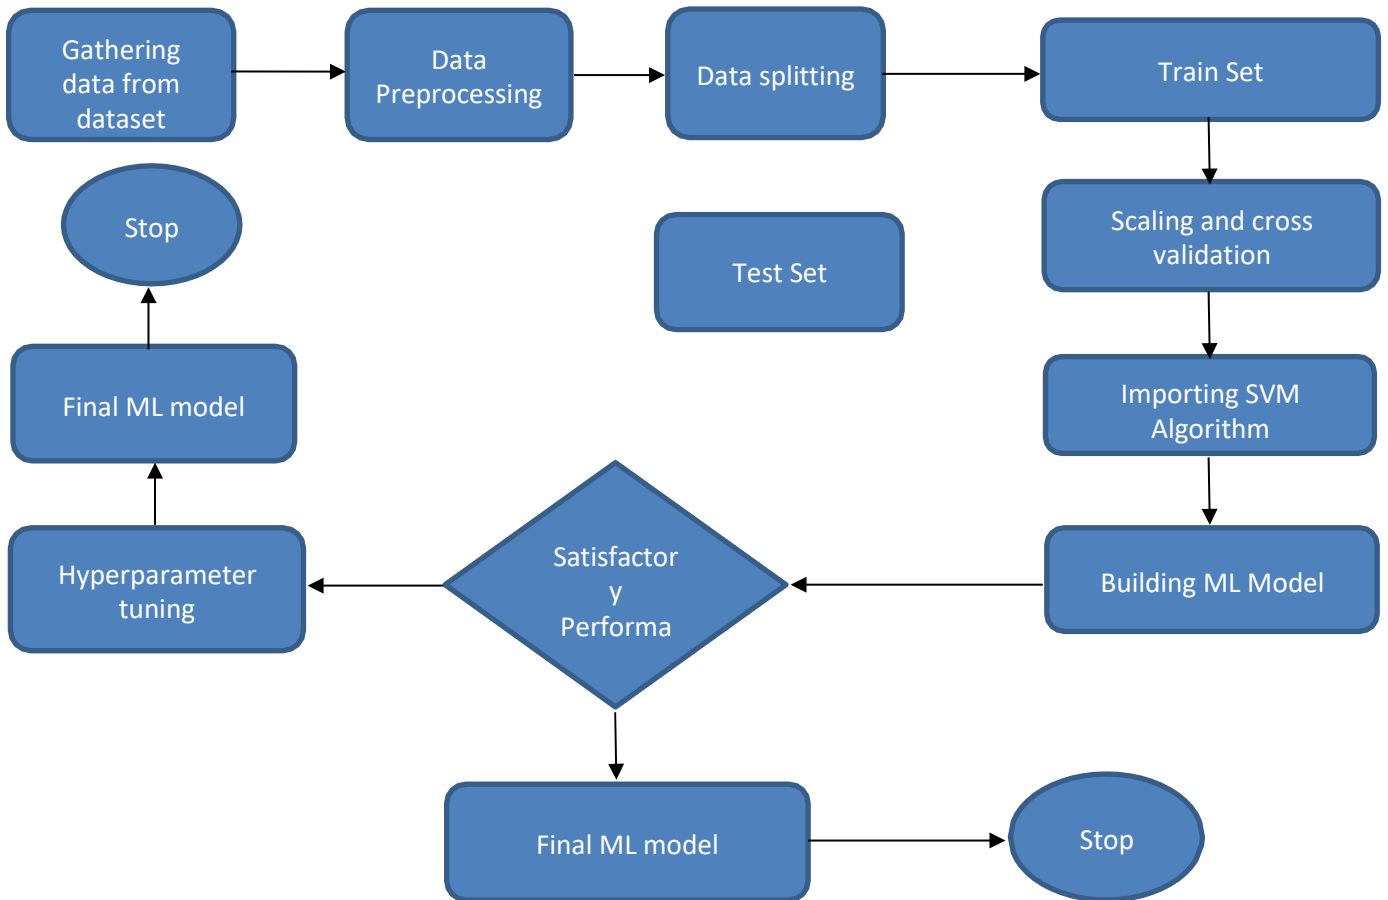 Gathering
data from
dataset
Data
Preprocessing
Data splitting
Train Set
Stop
Scaling and cross
validation
Test Set
Final ML model
Importing SVM
Algorithm
Hyperparameter
tuning
Satisfactor
y
Performa
Building ML Model
Final ML model
Stop